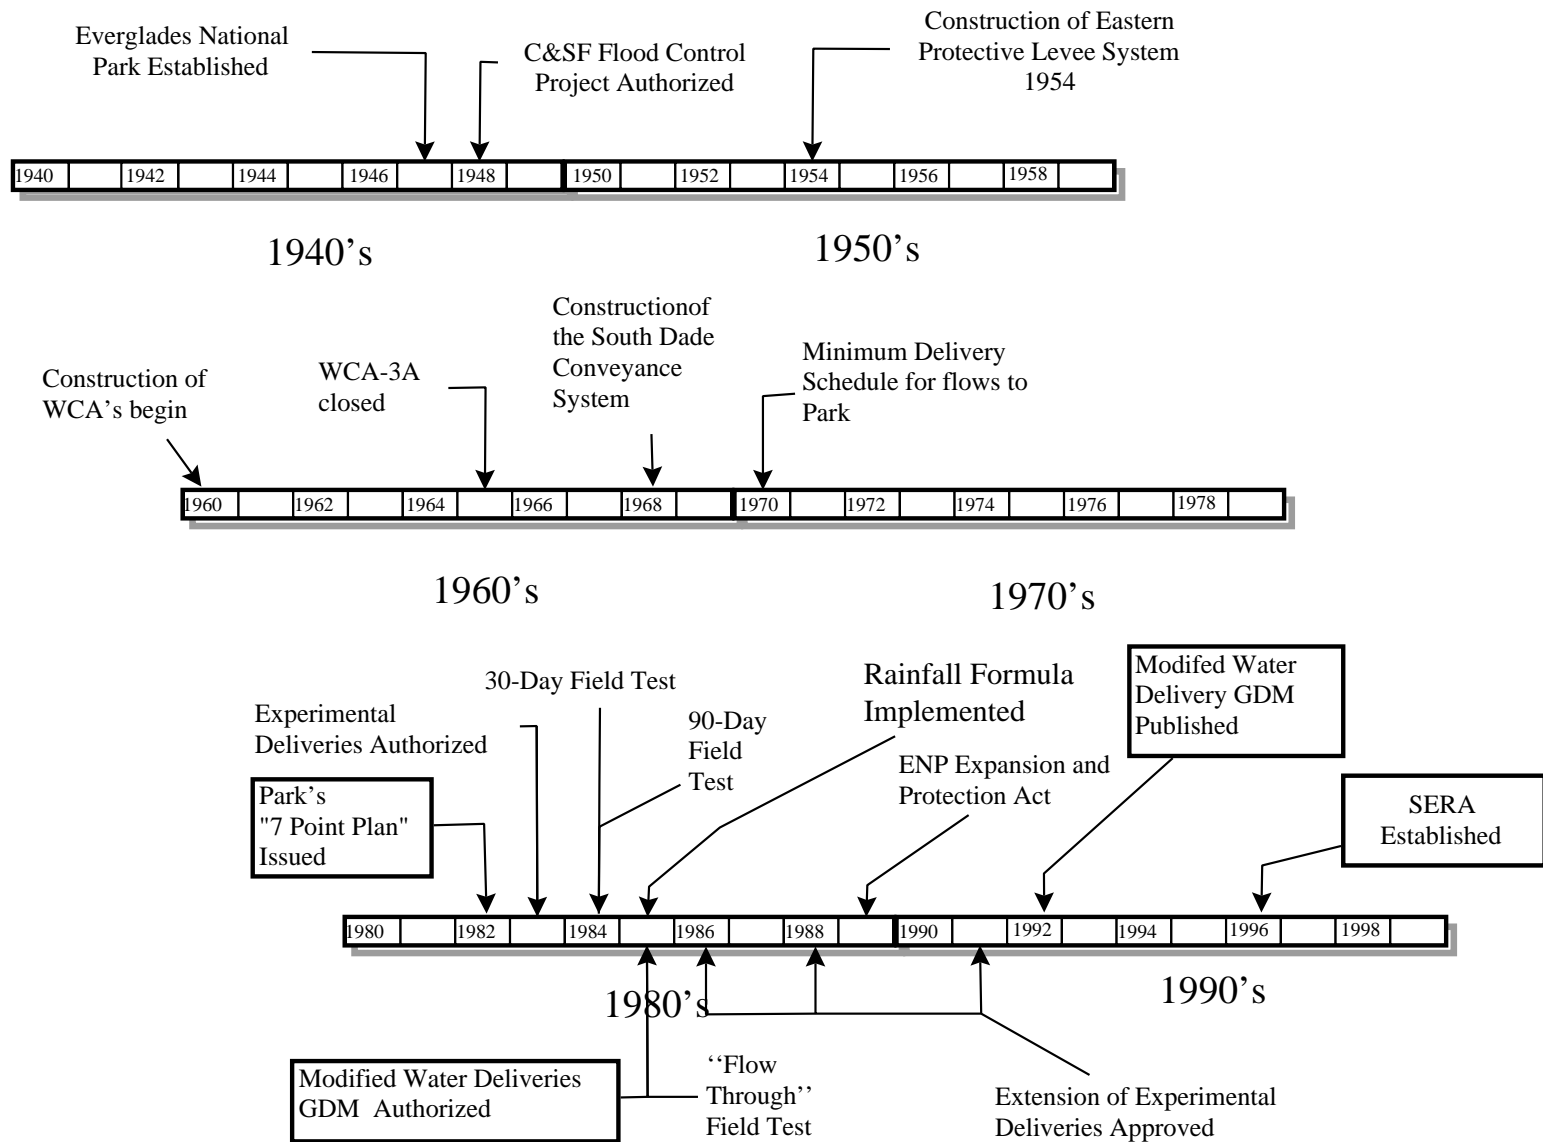 Everglades National
Park Established
C&SF Flood Control
Project Authorized
Construction of Eastern
Protective Levee System
1954
1940
1942
1944
1946
1948
1950
1952
1954
1956
1958
1940’s
1950’s
Construction of
WCA’s begin
WCA-3A
closed
Constructionof
the South Dade
Conveyance
System
Minimum Delivery
Schedule for flows to
Park
1960
1962
1964
1966
1968
1970
1972
1974
1976
1978
1960’s
1970’s
Experimental
Deliveries Authorized
Park’s
"7 Point Plan"
Issued
30-Day Field Test
90-Day
Field
Test
Rainfall Formula
Implemented
ENP Expansion and
Protection Act
Modifed Water
Delivery GDM
Published
SERA
Established
1980
1982
1984
1986
1988
1990
1992
1994
1996
1998
1980’s
1990’s
Modified Water Deliveries
GDM Authorized
‘‘Flow
Through’’
Field Test
Extension of Experimental
Deliveries Approved